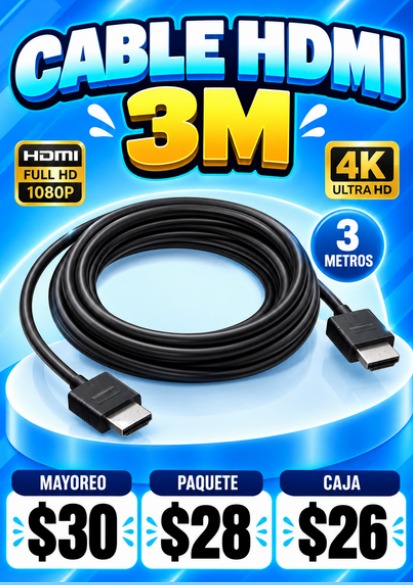 CABLE HDMI
3M
HDMI
FULL HD
1080P
4K
ULTRA HD
3
METROS
MAYOREO
$30
PAQUETE
$28
CAJA
$26